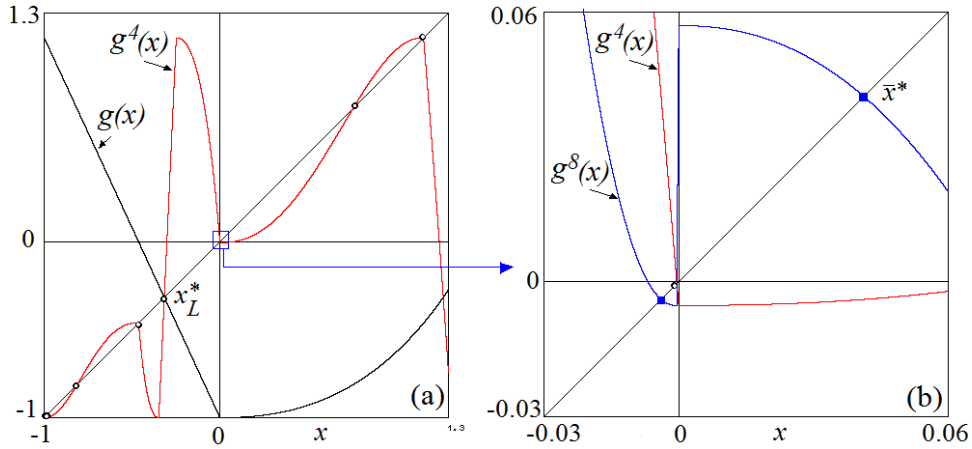 1.3
g⁴(x)
g(x)
0
x*L
-1
(a)
-1
0
x
1.3
0.06
g⁴(x)
x̄*
g⁸(x)
0
-0.03
(b)
-0.03
0
x
0.06